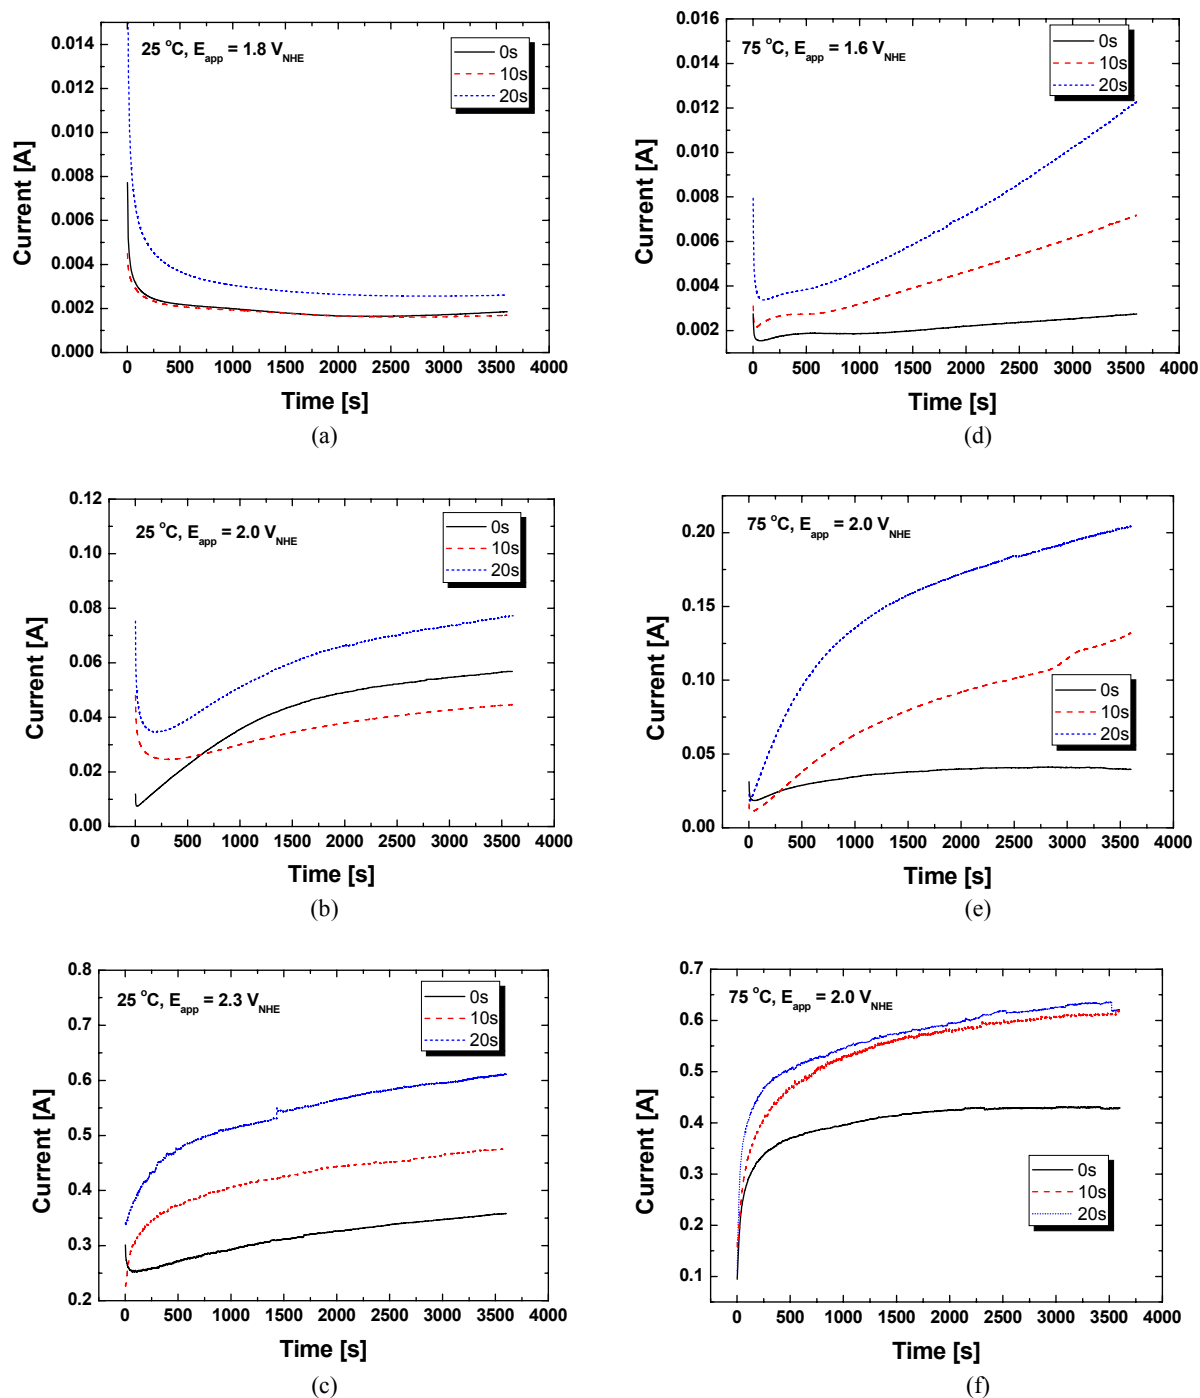 25 °C, E_app = 1.8 V_NHE
0s
10s
20s
0.014
0.012
0.010
0.008
0.006
0.004
0.002
0.000
Current [A]
0 500 1000 1500 2000 2500 3000 3500 4000
Time [s]
(a)
75 °C, E_app = 1.6 V_NHE
0s
10s
20s
0.016
0.014
0.012
0.010
0.008
0.006
0.004
0.002
Current [A]
0 500 1000 1500 2000 2500 3000 3500 4000
Time [s]
(d)
25 °C, E_app = 2.0 V_NHE
0s
10s
20s
0.12
0.10
0.08
0.06
0.04
0.02
0.00
Current [A]
0 500 1000 1500 2000 2500 3000 3500 4000
Time [s]
(b)
75 °C, E_app = 2.0 V_NHE
0s
10s
20s
0.20
0.15
0.10
0.05
0.00
Current [A]
0 500 1000 1500 2000 2500 3000 3500 4000
Time [s]
(e)
25 °C, E_app = 2.3 V_NHE
0s
10s
20s
0.8
0.7
0.6
0.5
0.4
0.3
0.2
Current [A]
0 500 1000 1500 2000 2500 3000 3500 4000
Time [s]
(c)
75 °C, E_app = 2.0 V_NHE
0s
10s
20s
0.7
0.6
0.5
0.4
0.3
0.2
0.1
Current [A]
0 500 1000 1500 2000 2500 3000 3500 4000
Time [s]
(f)